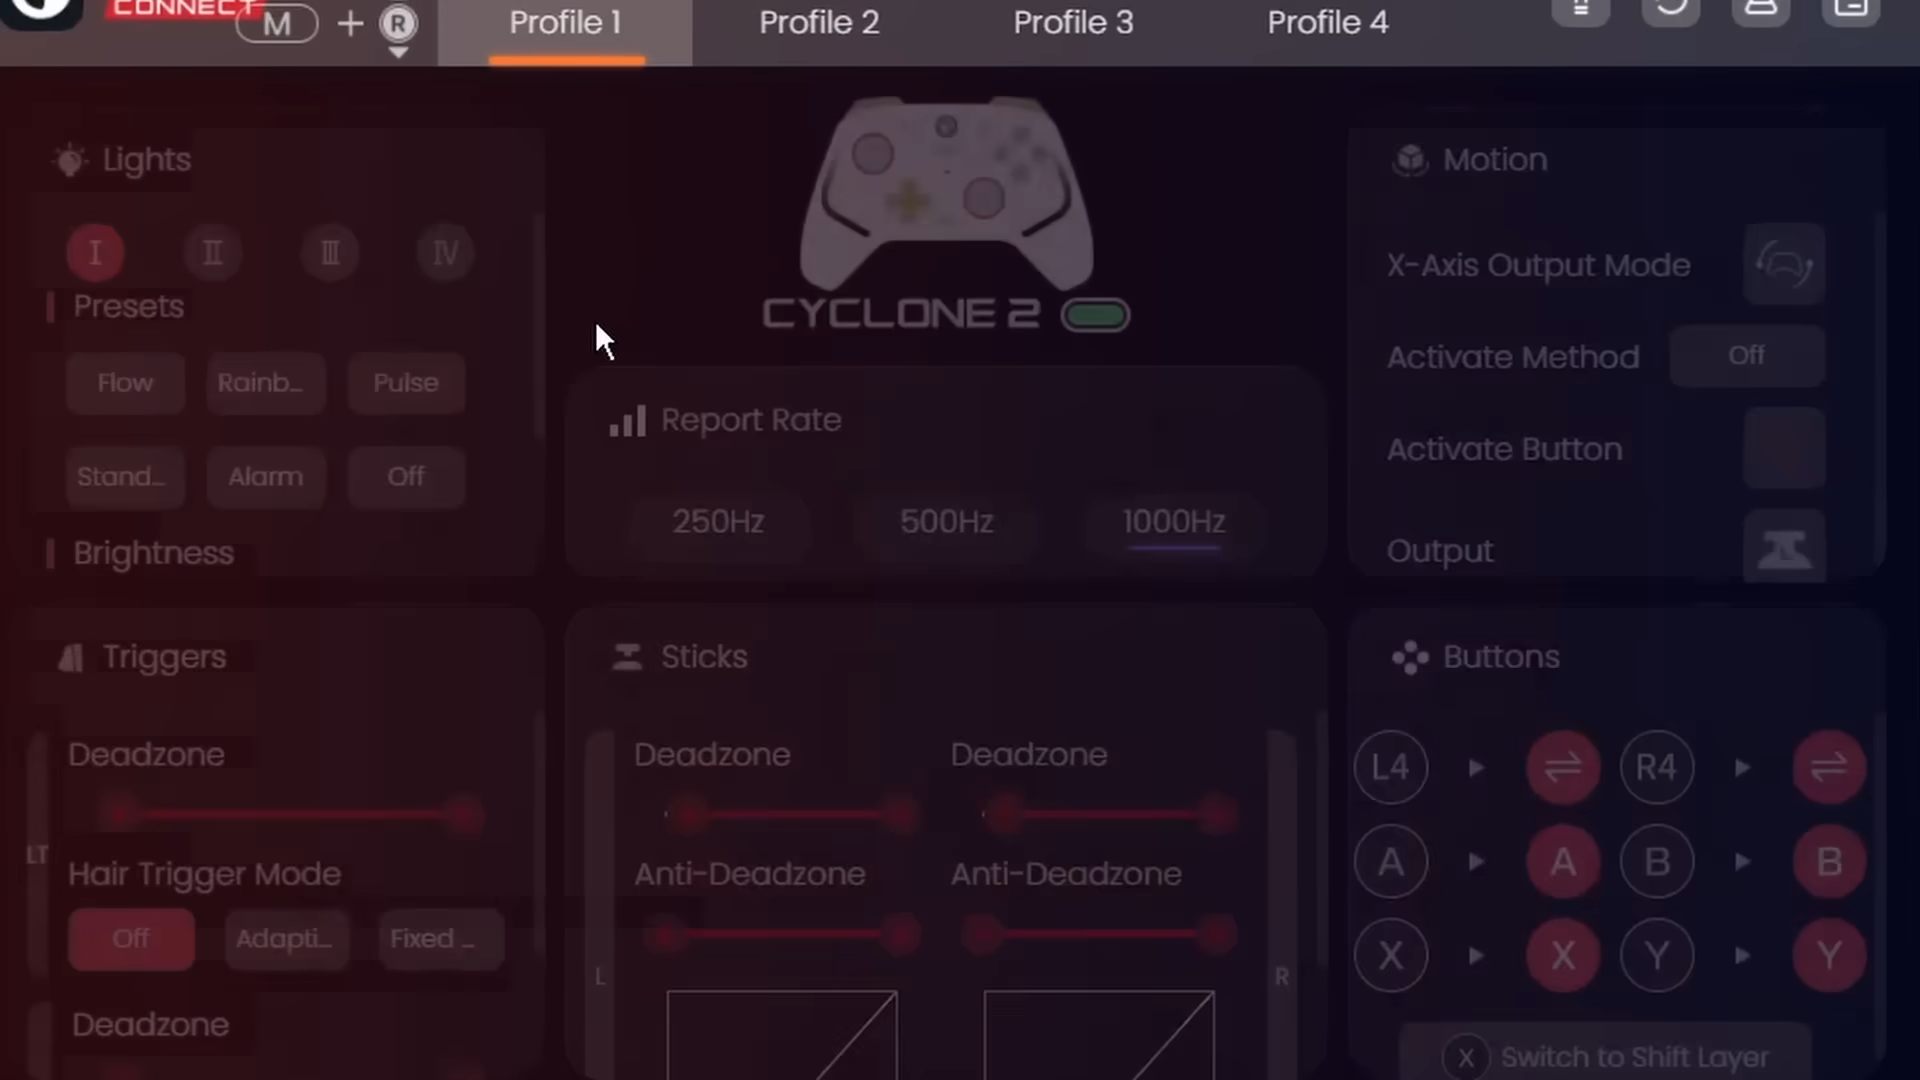 CONNECT
M + R
Profile 1
Profile 2
Profile 3
Profile 4
Lights
I II III IV
Presets
Flow Rainb... Pulse
Stand... Alarm Off
Brightness
CYCLONE 2
Report Rate
250Hz 500Hz 1000Hz
Motion
X-Axis Output Mode
Activate Method Off
Activate Button
Output
Triggers
LT
Deadzone
Hair Trigger Mode
Off Adapti... Fixed ...
Deadzone
Sticks
Deadzone Deadzone
Anti-Deadzone Anti-Deadzone
L R
Buttons
L4 R4
A A B B
X X Y Y
X Switch to Shift Layer